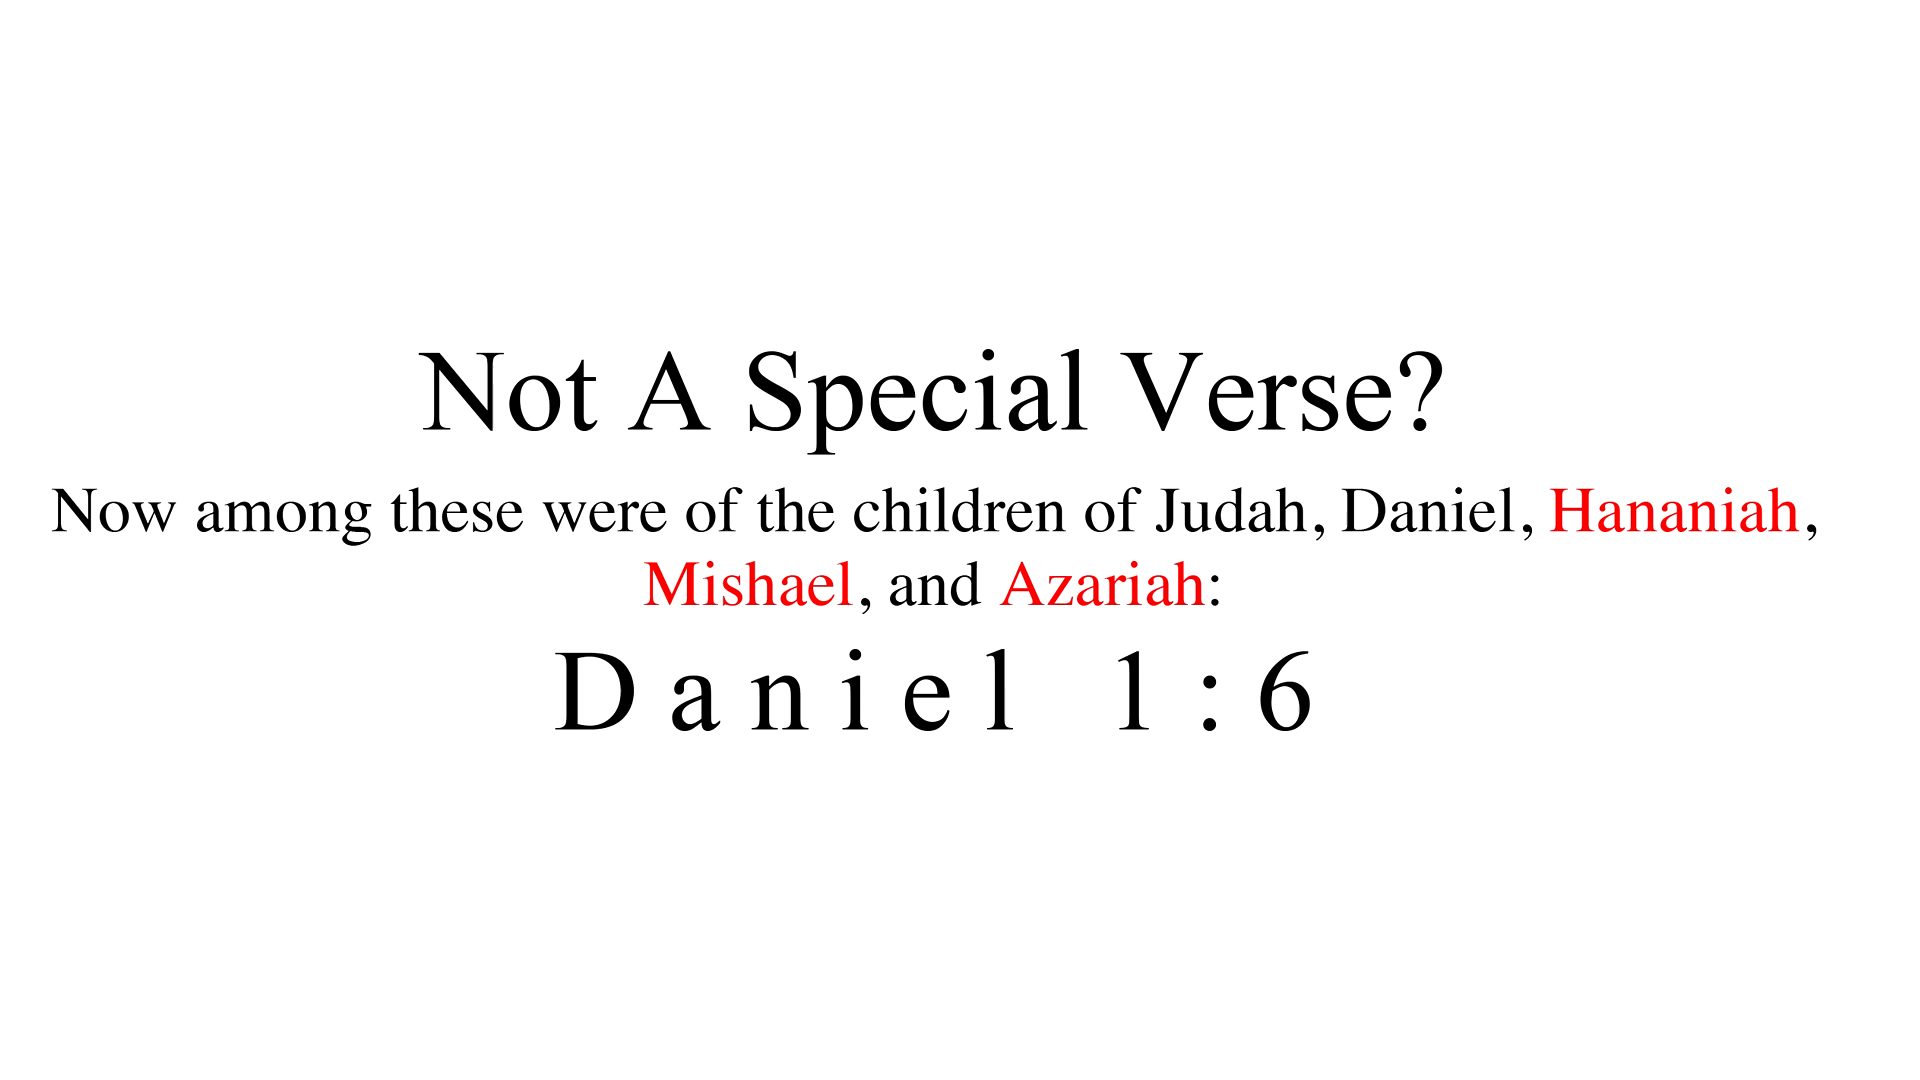 Not A Special Verse?
Now among these were of the children of Judah, Daniel, Hananiah,
Mishael, and Azariah:
Daniel 1:6